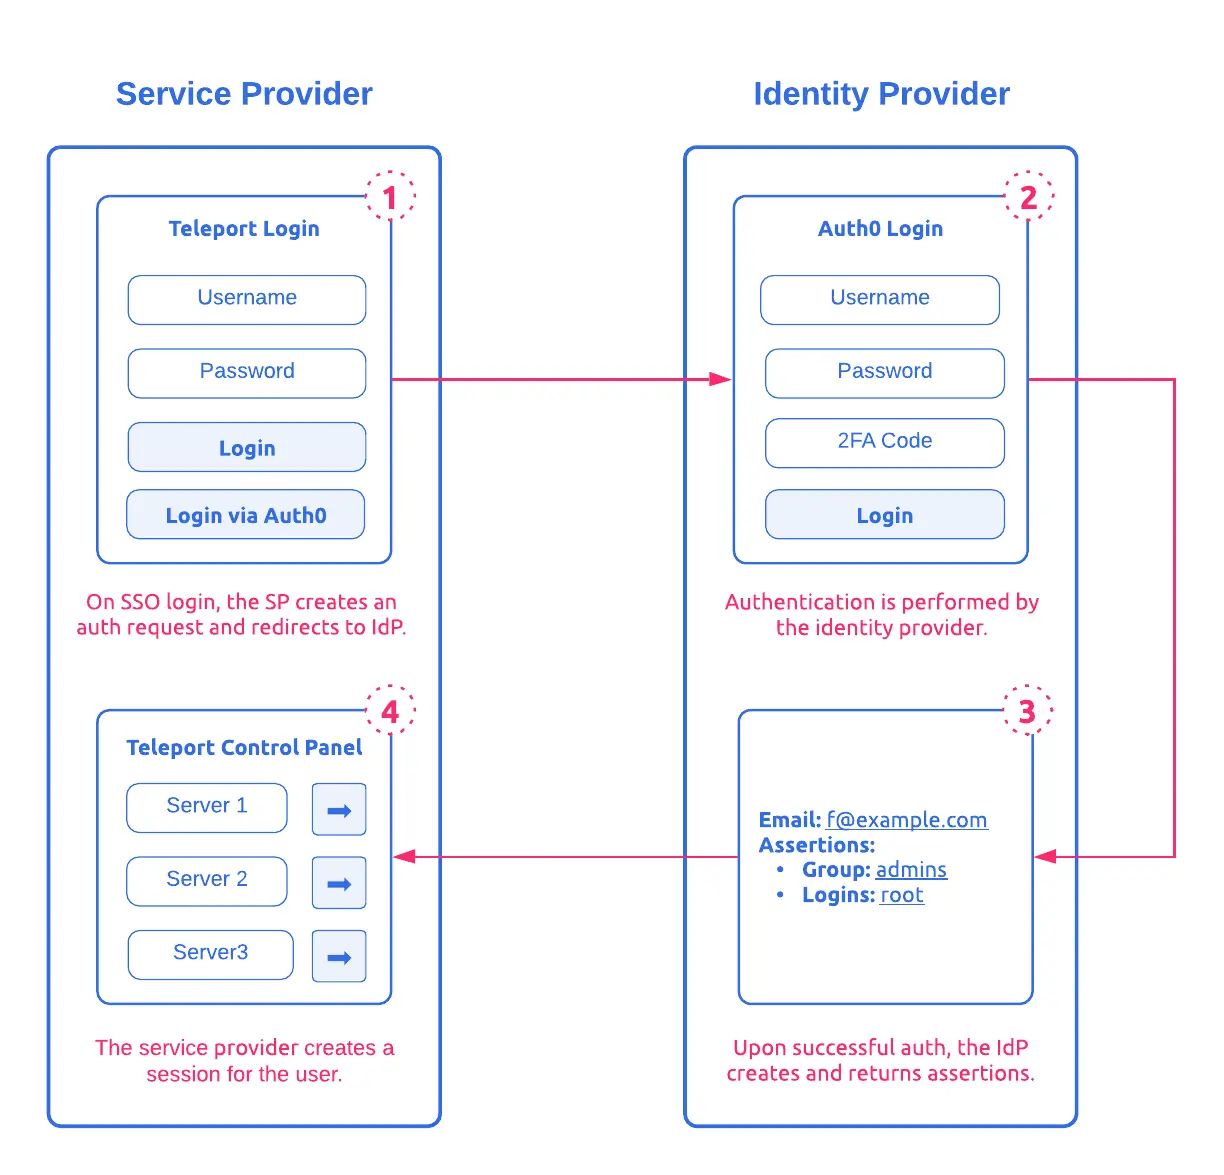 Service Provider
Identity Provider
1
Teleport Login
Username
Password
Login
Login via Auth0
On SSO login, the SP creates an
auth request and redirects to IdP.
2
Auth0 Login
Username
Password
2FA Code
Login
Authentication is performed by
the identity provider.
3
Email: f@example.com
Assertions:
• Group: admins
• Logins: root
Upon successful auth, the IdP
creates and returns assertions.
4
Teleport Control Panel
Server 1
Server 2
Server3
The service provider creates a
session for the user.